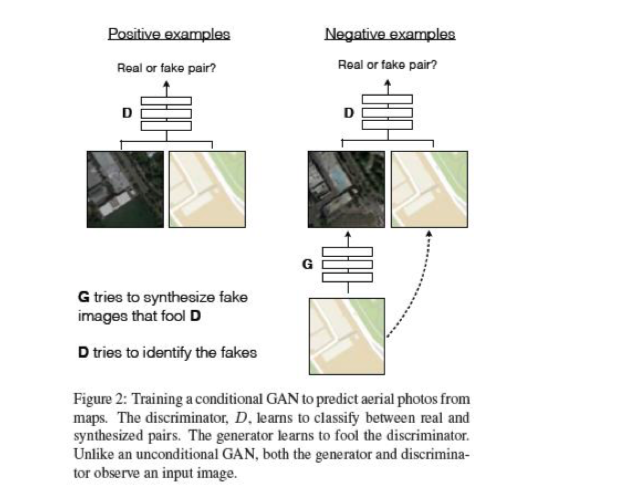 Positive examples
Negative examples
Real or fake pair?
Real or fake pair?
D
D
G
G tries to synthesize fake
images that fool D
D tries to identify the fakes
Figure 2: Training a conditional GAN to predict aerial photos from
maps. The discriminator, D, learns to classify between real and
synthesized pairs. The generator learns to fool the discriminator.
Unlike an unconditional GAN, both the generator and discrimina-
tor observe an input image.